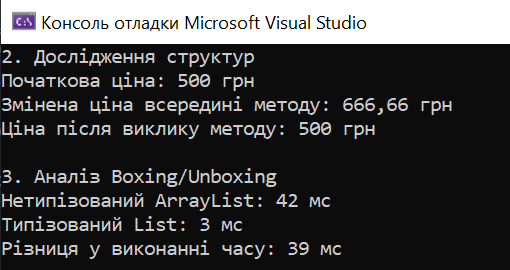 Консоль отладки Microsoft Visual Studio
2. Дослідження структур
Початкова ціна: 500 грн
Змінена ціна всередині методу: 666,66 грн
Ціна після виклику методу: 500 грн
3. Аналіз Boxing/Unboxing
Нетипізований ArrayList: 42 мс
Типізований List: 3 мс
Різниця у виконанні часу: 39 мс